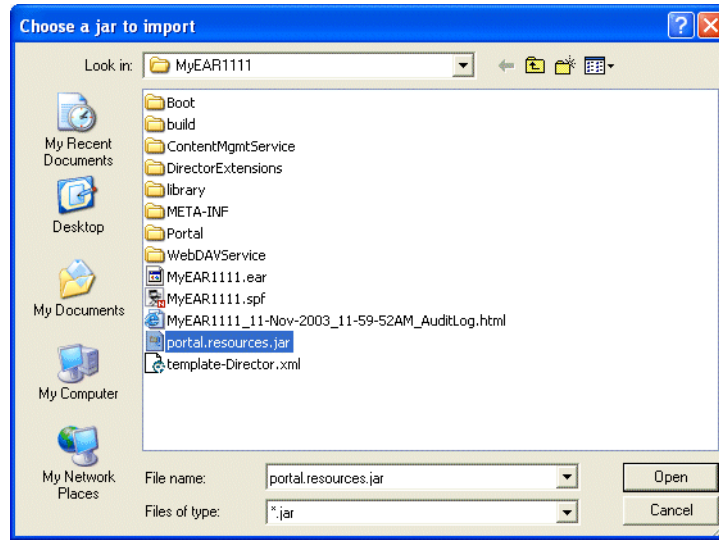 Choose a jar to import
Look in:
MyEAR1111
My Recent
Documents
Desktop
My Documents
My Computer
My Network
Places
Boot
build
ContentMgmtService
DirectorExtensions
library
META-INF
Portal
WebDAVService
MyEAR1111.ear
MyEAR1111.spf
MyEAR1111_11-Nov-2003_11-59-52AM_AuditLog.html
portal.resources.jar
template-Director.xml
File name:
portal.resources.jar
Open
Files of type:
*.jar
Cancel